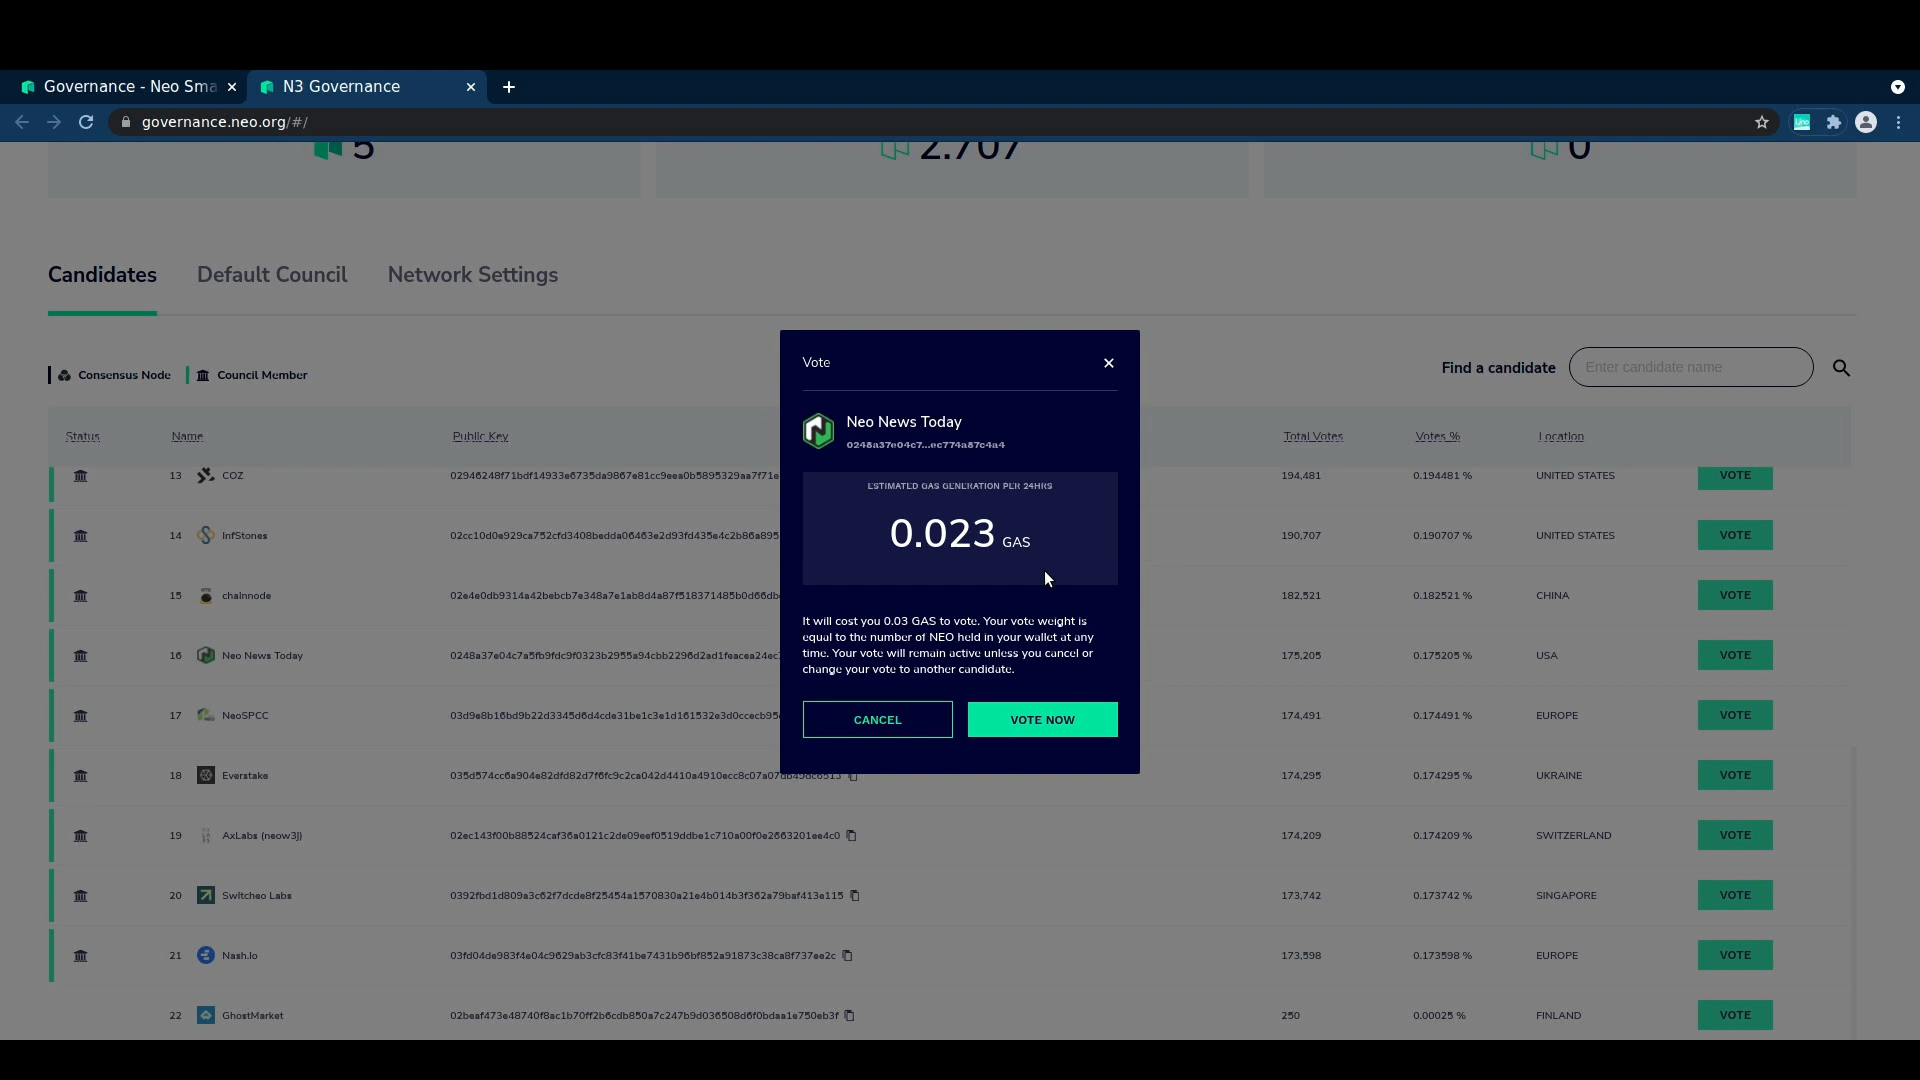 Governance - Neo Sma
N3 Governance
governance.neo.org/#/
5
2.707
0
Candidates
Default Council
Network Settings
Consensus Node
Council Member
Find a candidate
Enter candidate name
Status Name Public Key Total Votes Votes % Location
13 COZ 02946248f71bdf14933e6735da9867e81cc9eea0b5895329aa7f71e 194,481 0.194481 % UNITED STATES VOTE
14 InfStones 02cc10d0e929ca752cfd3408bedda06463e2d93fd435e4c2b86a895 190,707 0.190707 % UNITED STATES VOTE
15 chainnode 02e4e0db9314a42bebcb7e348a7e1ab8d4a87f518371485b0d66db 182,521 0.182521 % CHINA VOTE
16 Neo News Today 0248a37e04c7a5fb9fdc9f0323b2955a94cbb2296d2ad1feacea24ec 175,205 0.175205 % USA VOTE
17 NeoSPCC 03d9e8b16bd9b22d3345d6d4cde31be1c3e1d161532e3d0ccecb95 174,491 0.174491 % EUROPE VOTE
18 Everstake 174,295 0.174295 % UKRAINE VOTE
19 AxLabs (neow3j) 02ec143f00b88524caf36a0121c2de09eef0519ddbe1c710a00f0e2663201ee4c0 174,209 0.174209 % SWITZERLAND VOTE
20 Switcheo Labs 0392fbd1d809a3c62f7dcde8f25454a1570830a21e4b014b3f362a79baf413e115 173,742 0.173742 % SINGAPORE VOTE
21 Nash.io 03fd04de983f4e04c9629ab3cfc83f41be7431b96bf852a91873c38ca8f737ee2c 173,598 0.173598 % EUROPE VOTE
22 GhostMarket 02beaf473e48740f8ac1b70ff2b6cdb850a7c247b9d036508d6f0bdaa1e750eb3f 250 0.00025 % FINLAND VOTE
Vote
Neo News Today
0248a37e04c7...ec774a87c4a4
ESTIMATED GAS GENERATION PER 24HRS
0.023 GAS
It will cost you 0.03 GAS to vote. Your vote weight is
equal to the number of NEO held in your wallet at any
time. Your vote will remain active unless you cancel or
change your vote to another candidate.
CANCEL
VOTE NOW